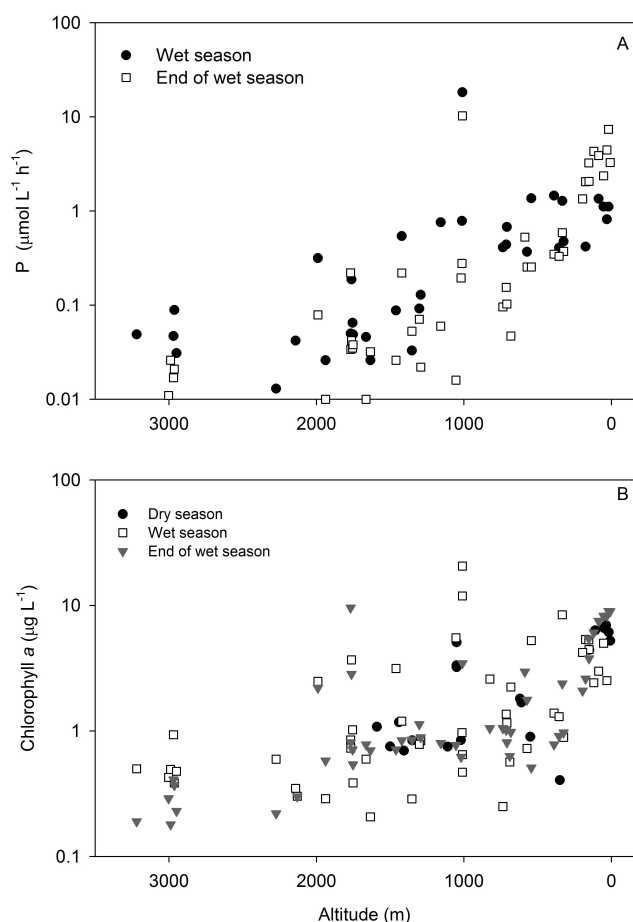 100
A
Wet season
End of wet season
10
P (μmol L⁻¹ h⁻¹)
1
0.1
0.01
3000 2000 1000 0
100
B
Dry season
Wet season
End of wet season
10
Chlorophyll a (μg L⁻¹)
1
0.1
3000 2000 1000 0
Altitude (m)